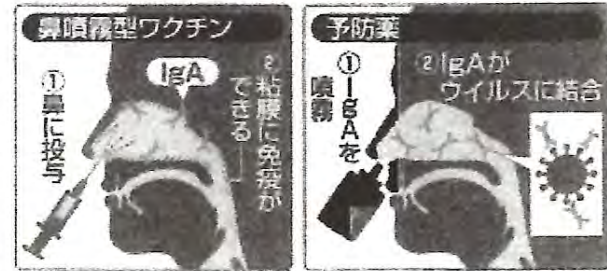 鼻噴霧型ワクチン
①鼻に投与
IgA
②粘膜に免疫が
できる
予防薬
①IgAを
噴霧
②IgAが
ウイルスに結合